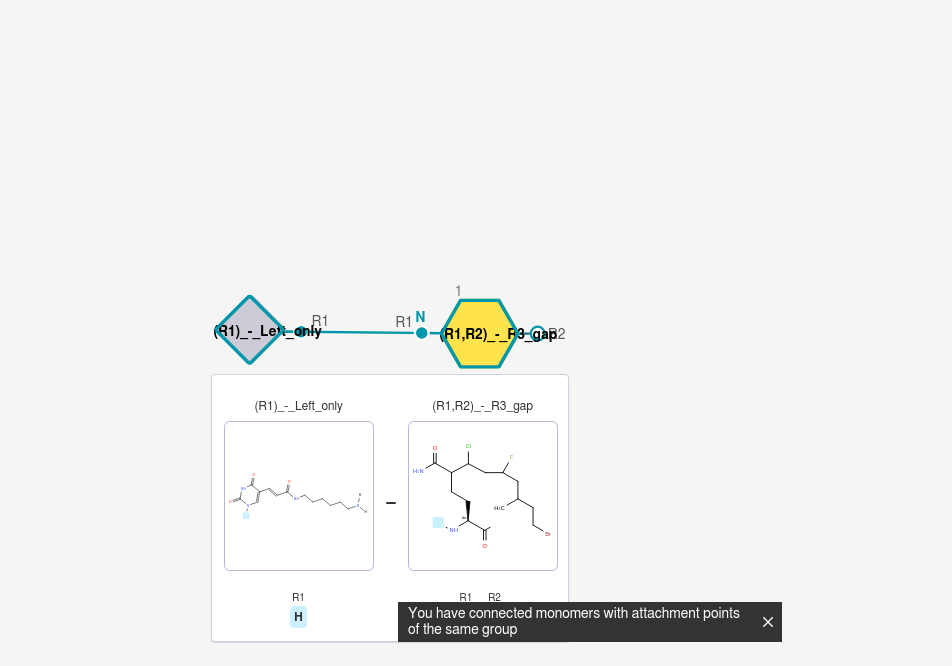 1
R1 R1 N
(R1)_-_Left_only (R1,R2)_-_R3_gap R2
(R1)_-_Left_only (R1,R2)_-_R3_gap
O Cl
O F
H₂N
NH O
O N NH H
N H
H₃C
NH
Br
O
R1 R1 R2
H
You have connected monomers with attachment points
of the same group